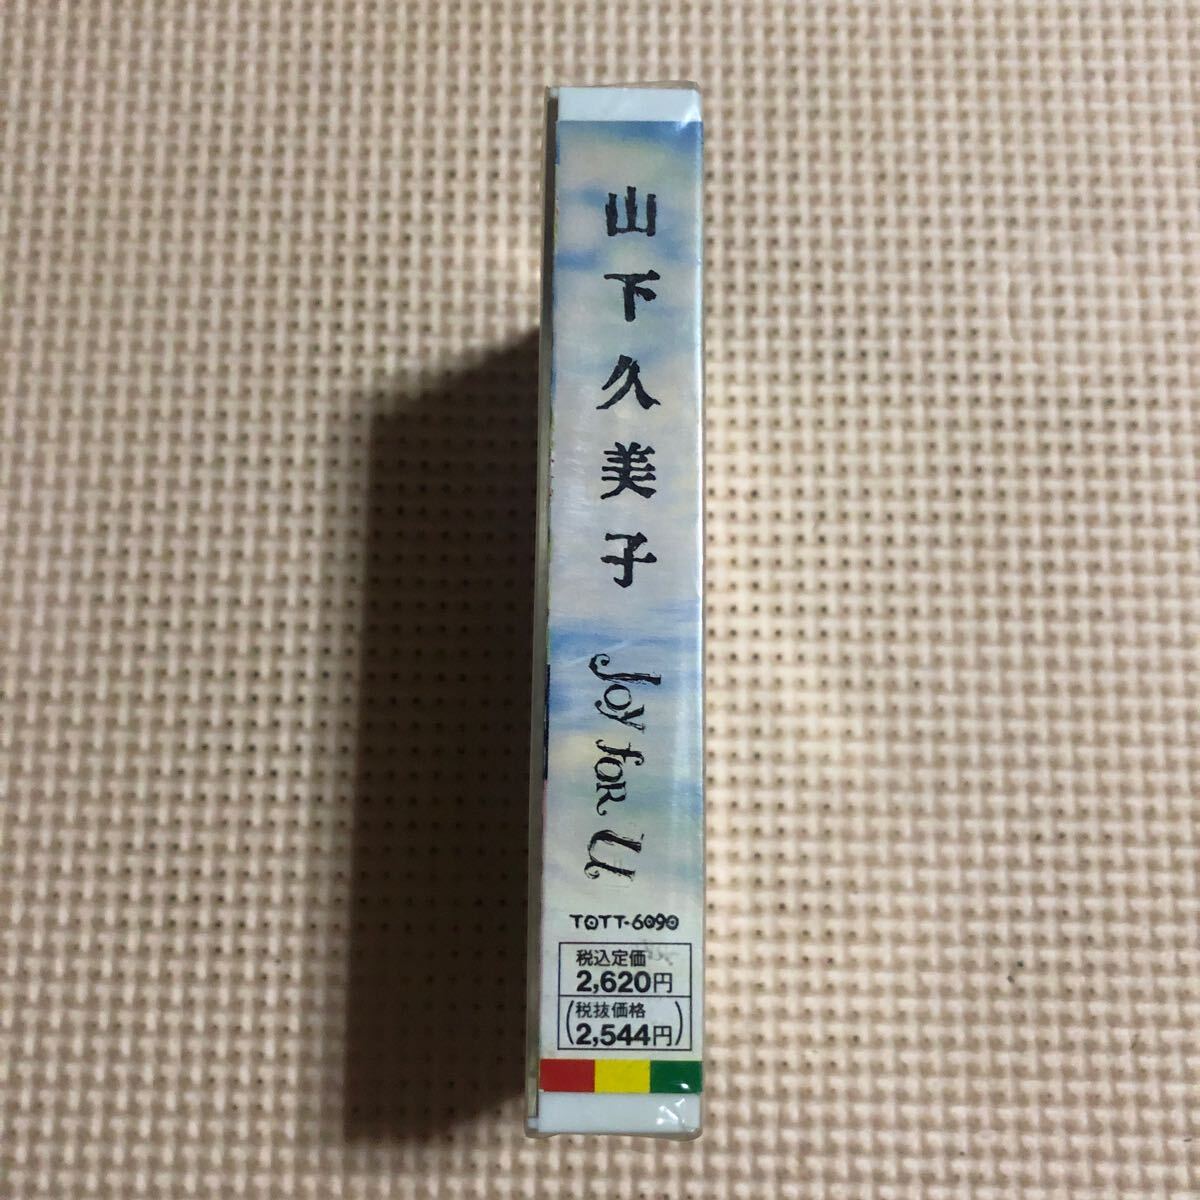 山下久美子
Joy for U
TOTT-6090
税込定価
2,620円
(税抜価格
2,544円)